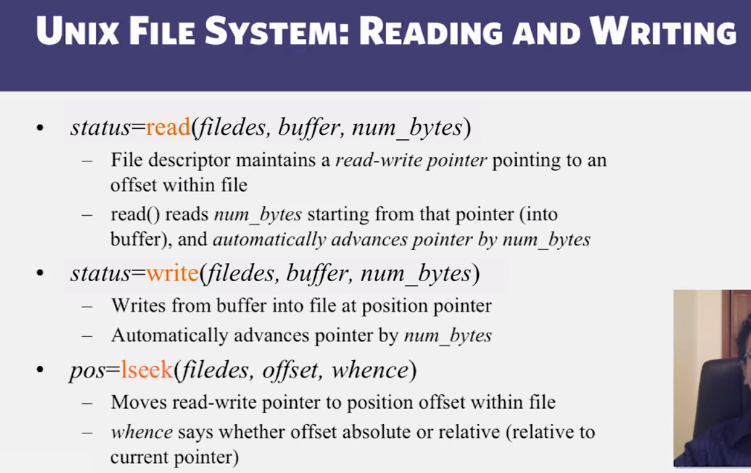 UNIX FILE SYSTEM: READING AND WRITING
• status=read(filedes, buffer, num_bytes)
– File descriptor maintains a read-write pointer pointing to an
offset within file
– read() reads num_bytes starting from that pointer (into
buffer), and automatically advances pointer by num_bytes
• status=write(filedes, buffer, num_bytes)
– Writes from buffer into file at position pointer
– Automatically advances pointer by num_bytes
• pos=lseek(filedes, offset, whence)
– Moves read-write pointer to position offset within file
– whence says whether offset absolute or relative (relative to
current pointer)